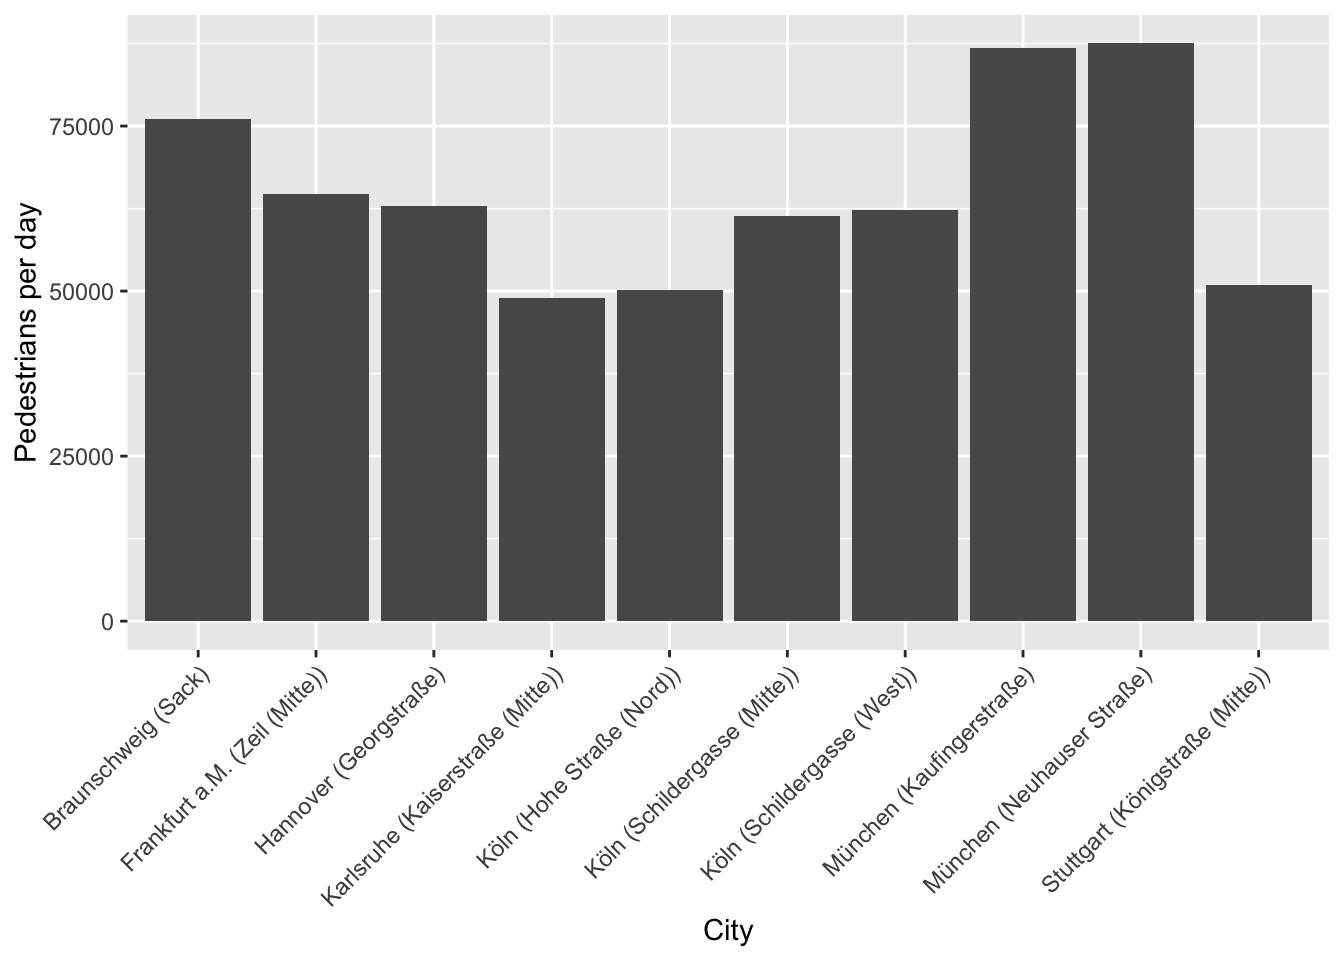 75000
50000
25000
0
Pedestrians per day
Braunschweig (Sack)
Frankfurt a.M. (Zeil (Mitte))
Hannover (Georgstraße)
Karlsruhe (Kaiserstraße (Mitte))
Köln (Hohe Straße (Nord))
Köln (Schildergasse (Mitte))
Köln (Schildergasse (West))
München (Kaufingerstraße)
München (Neuhauser Straße)
Stuttgart (Königstraße (Mitte))
City